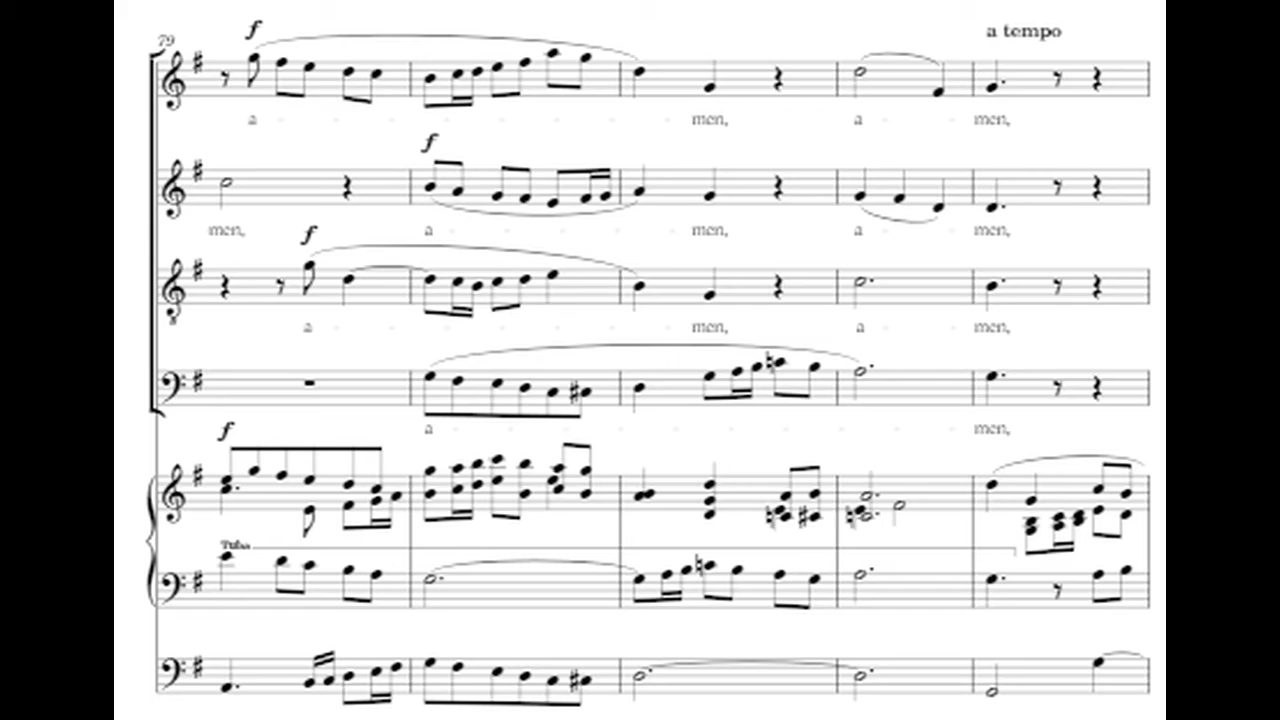 a tempo
79
f
a - - - - - - men, a - men,
f
men, a - - - - men, a - men,
f
a - - - - - men, a - men,
a - - - - - - - - men,
f
Tuba